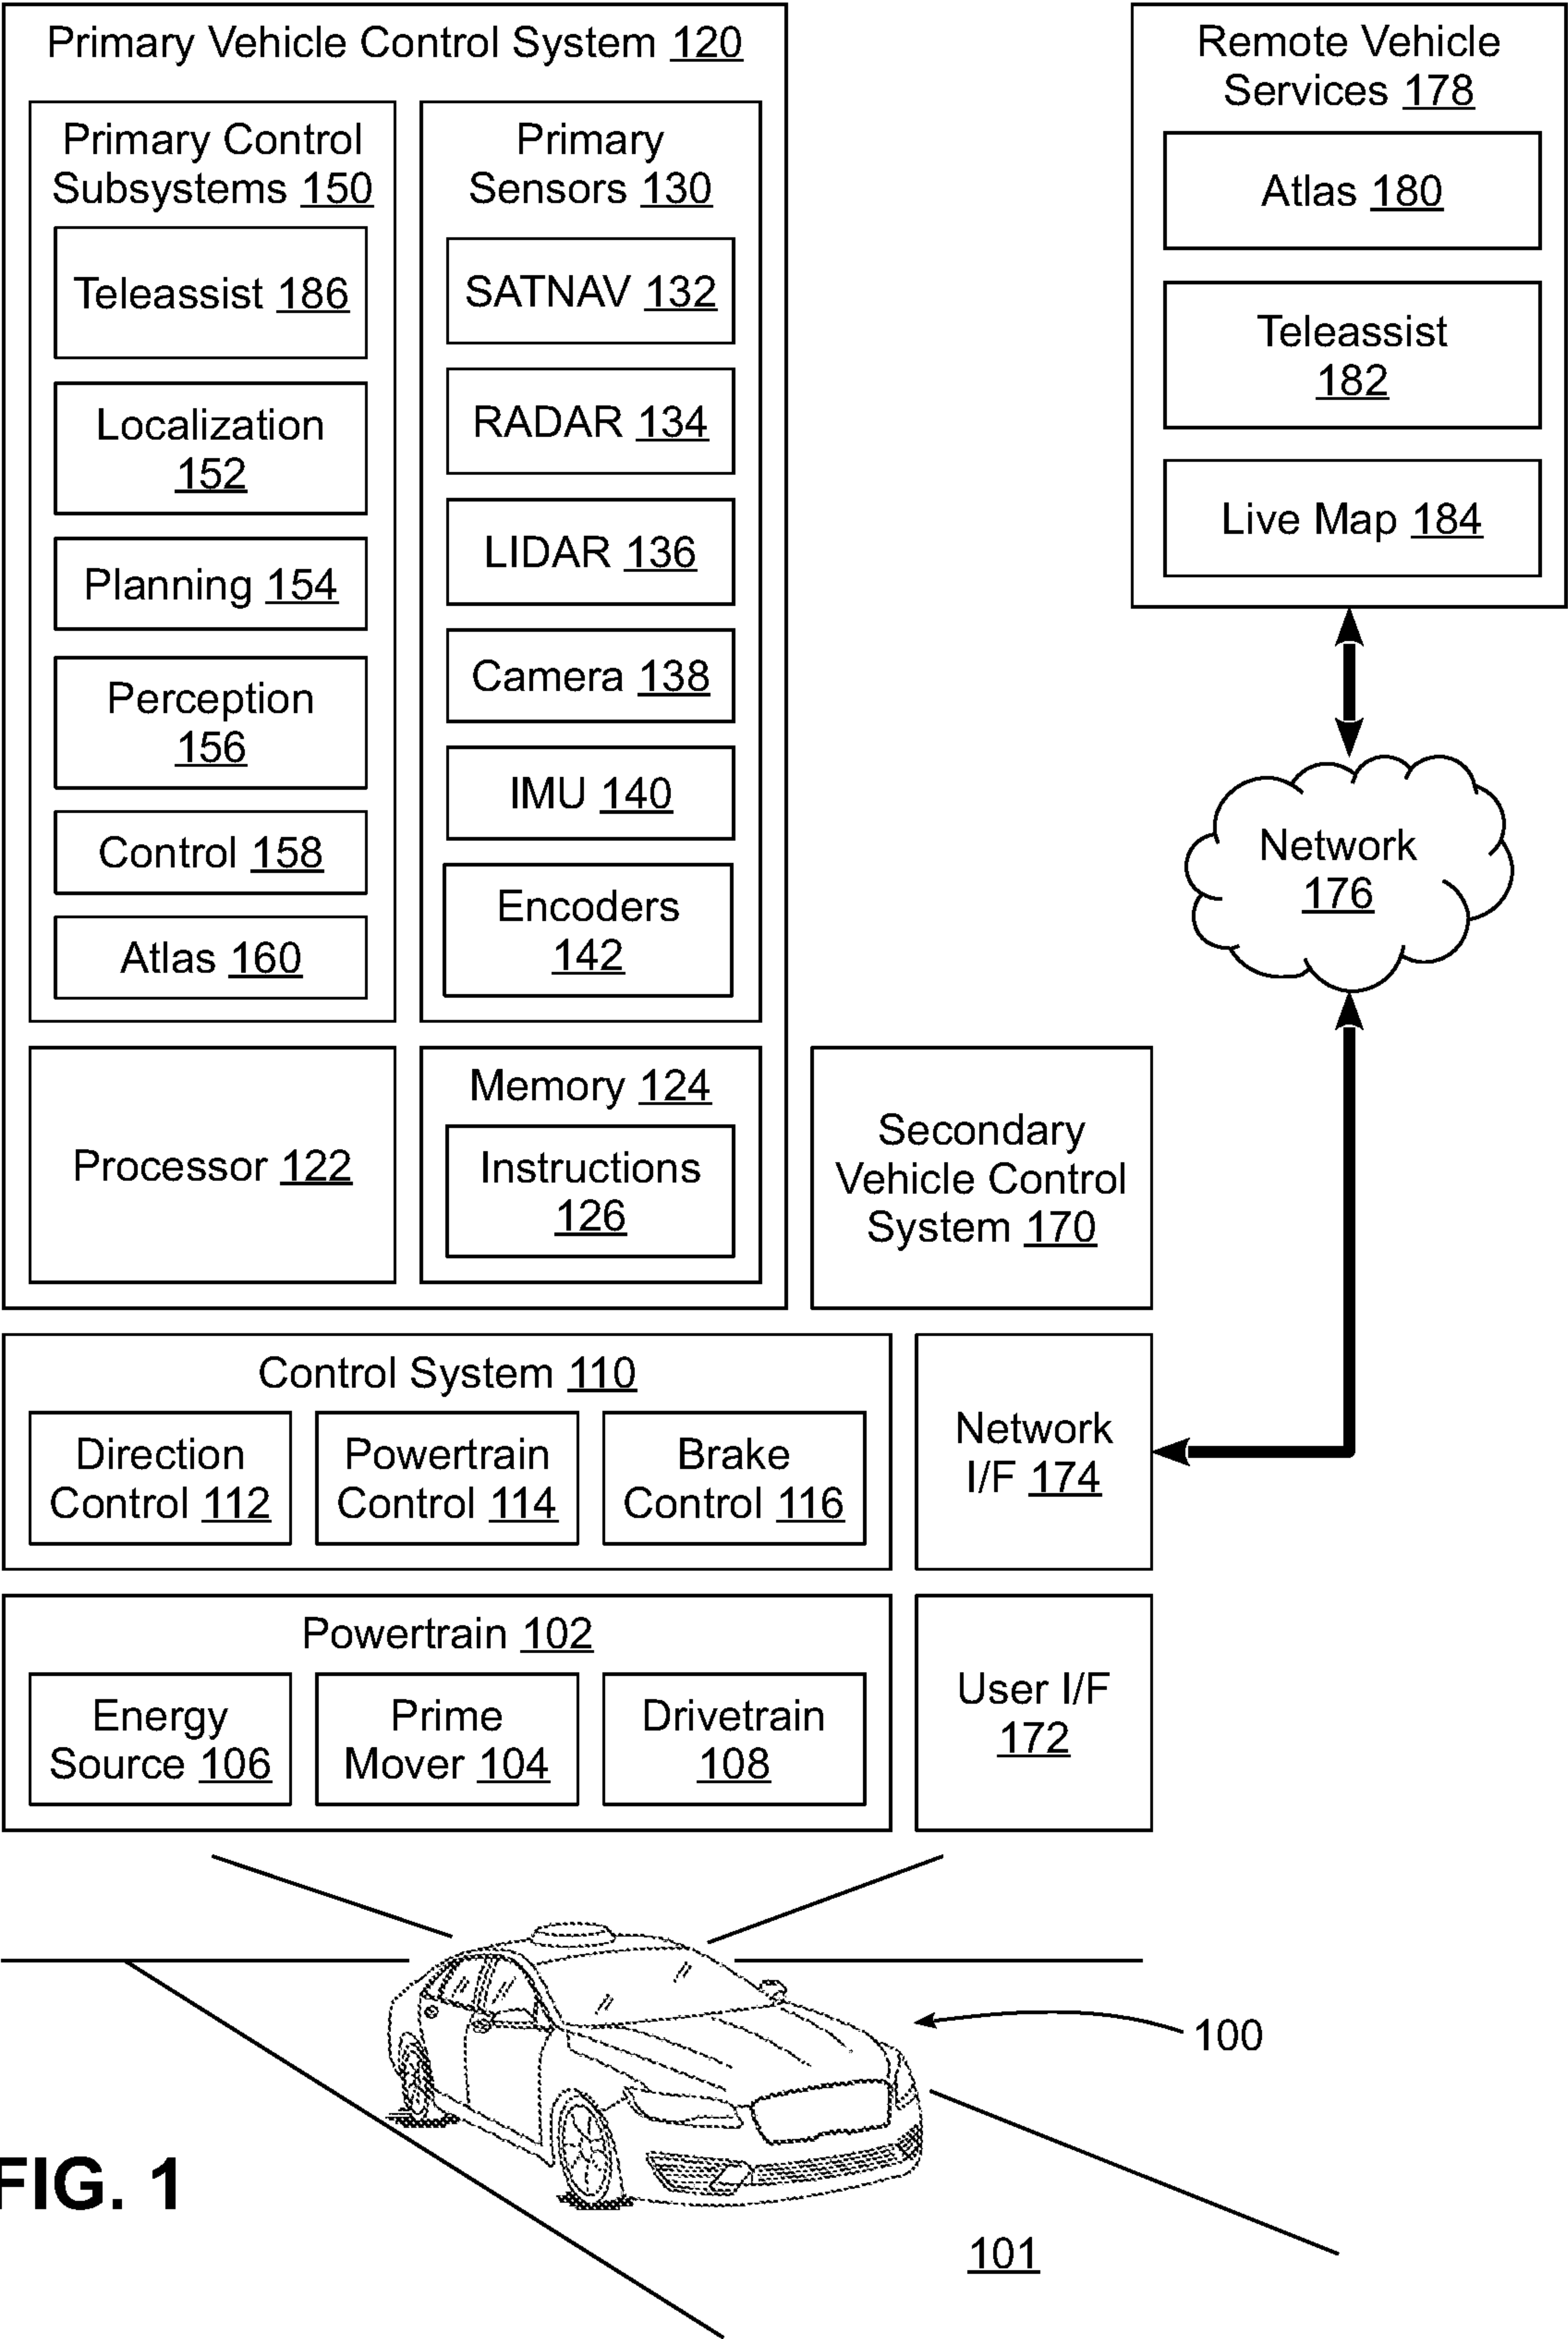 Primary Vehicle Control System 120
Primary Control
Subsystems 150
Teleassist 186
Localization
152
Planning 154
Perception
156
Control 158
Atlas 160
Primary
Sensors 130
SATNAV 132
RADAR 134
LIDAR 136
Camera 138
IMU 140
Encoders
142
Processor 122
Memory 124
Instructions
126
Secondary
Vehicle Control
System 170
Remote Vehicle
Services 178
Atlas 180
Teleassist
182
Live Map 184
Network
176
Control System 110
Direction
Control 112
Powertrain
Control 114
Brake
Control 116
Network
I/F 174
Powertrain 102
Energy
Source 106
Prime
Mover 104
Drivetrain
108
User I/F
172
100
101
FIG. 1